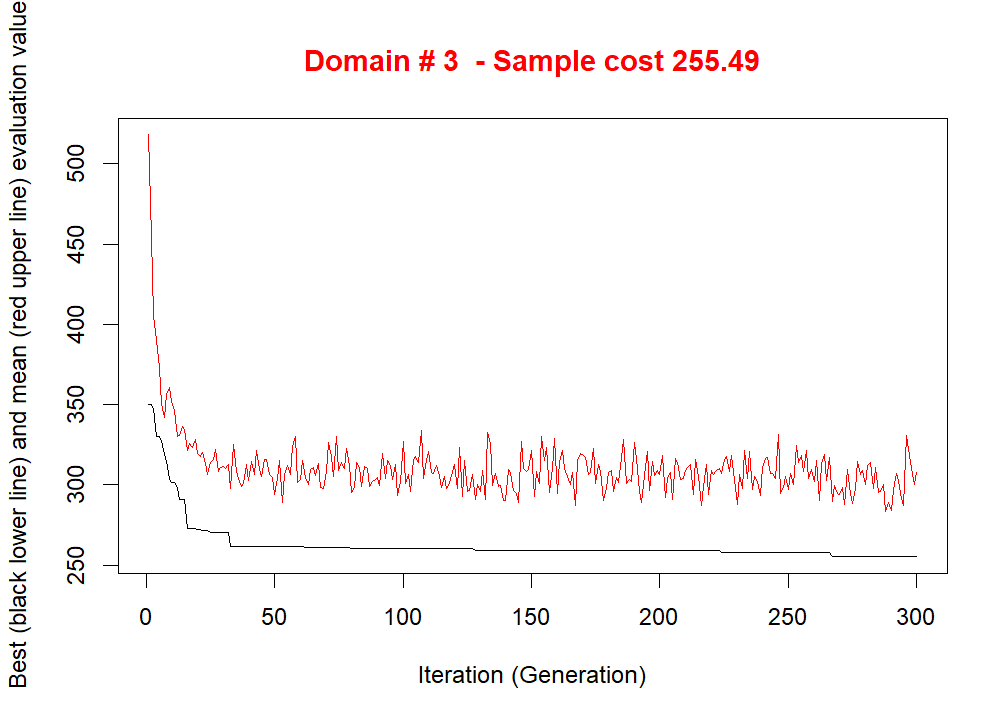 Domain # 3  - Sample cost 255.49
Best (black lower line) and mean (red upper line) evaluation value
500
450
400
350
300
250
0 50 100 150 200 250 300
Iteration (Generation)